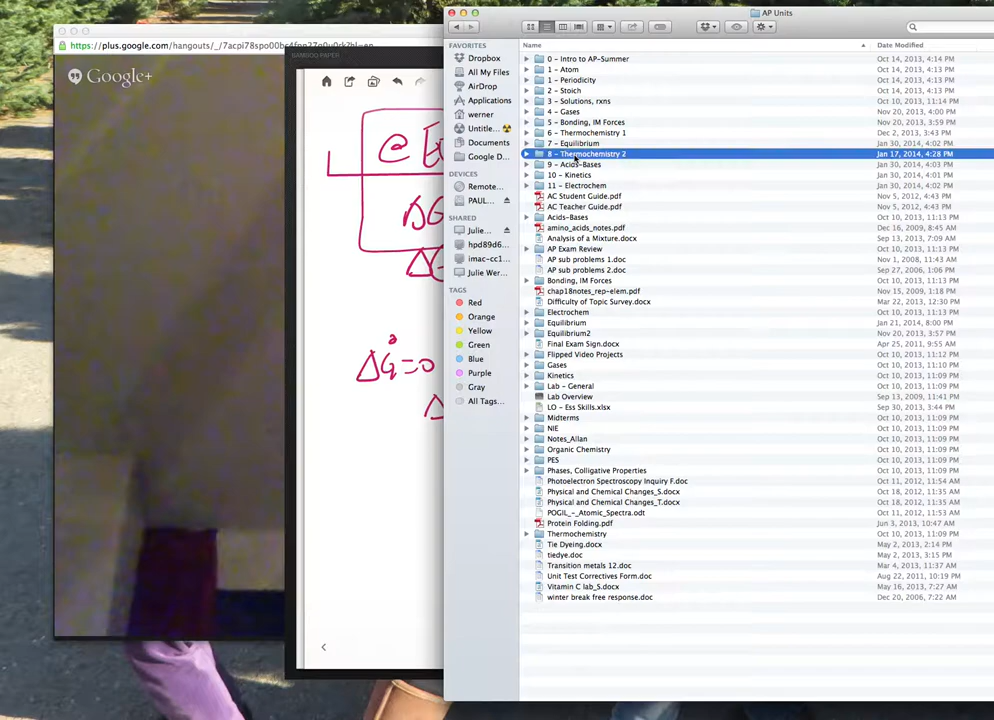 AP Units
https://plus.google.com/hangouts/_/7acpi78spo00
Google+
BAMBOO PAPER
@ E
ΔG
ΔG
ΔG°=0
Δ
FAVORITES
Dropbox
All My Files
AirDrop
Applications
werner
Untitle...
Documents
Google D...
DEVICES
Remote...
PAUL...
SHARED
Julie...
hpd89d6...
imac-cc1...
Julie Wer...
TAGS
Red
Orange
Yellow
Green
Blue
Purple
Gray
All Tags...
Name Date Modified
0 - Intro to AP-Summer Oct 14, 2013, 4:14 PM
1 - Atom Oct 14, 2013, 4:13 PM
1 - Periodicity Oct 14, 2013, 4:13 PM
2 - Stoich Oct 14, 2013, 4:13 PM
3 - Solutions, rxns Oct 10, 2013, 11:14 PM
4 - Gases Nov 20, 2013, 4:00 PM
5 - Bonding, IM Forces Nov 20, 2013, 3:59 PM
6 - Thermochemistry 1 Dec 2, 2013, 3:43 PM
7 - Equilibrium Jan 30, 2014, 4:02 PM
8 - Thermochemistry 2 Jan 17, 2014, 4:28 PM
9 - Acids-Bases Jan 30, 2014, 4:03 PM
10 - Kinetics Jan 30, 2014, 4:01 PM
11 - Electrochem Jan 30, 2014, 4:02 PM
AC Student Guide.pdf Nov 5, 2012, 4:43 PM
AC Teacher Guide.pdf Nov 5, 2012, 4:43 PM
Acids-Bases Oct 10, 2013, 11:13 PM
amino_acids_notes.pdf Dec 16, 2009, 8:45 AM
Analysis of a Mixture.docx Sep 13, 2013, 7:09 AM
AP Exam Review Oct 10, 2013, 11:13 PM
AP sub problems 1.doc Nov 1, 2008, 11:43 AM
AP sub problems 2.doc Sep 27, 2006, 1:06 PM
Bonding, IM Forces Oct 10, 2013, 11:13 PM
chap18notes_rep-elem.pdf Nov 15, 2009, 1:18 PM
Difficulty of Topic Survey.docx Mar 22, 2013, 12:30 PM
Electrochem Oct 10, 2013, 11:13 PM
Equilibrium Jan 21, 2014, 8:00 PM
Equilibrium2 Nov 20, 2013, 3:57 PM
Final Exam Sign.docx Apr 25, 2011, 9:55 AM
Flipped Video Projects Oct 10, 2013, 11:12 PM
Gases Oct 10, 2013, 11:11 PM
Kinetics Oct 10, 2013, 11:11 PM
Lab - General Oct 10, 2013, 11:11 PM
Lab Overview Sep 13, 2009, 11:41 PM
LO - Ess Skills.xlsx Sep 30, 2013, 3:44 PM
Midterms Oct 10, 2013, 11:09 PM
NIE Oct 10, 2013, 11:09 PM
Notes_Allan Oct 10, 2013, 11:09 PM
Organic Chemistry Oct 10, 2013, 11:09 PM
PES Oct 10, 2013, 11:09 PM
Phases, Colligative Properties Oct 10, 2013, 11:09 PM
Photoelectron Spectroscopy Inquiry F.doc Oct 11, 2012, 11:54 AM
Physical and Chemical Changes_S.docx Oct 18, 2012, 11:35 AM
Physical and Chemical Changes_T.docx Oct 18, 2012, 11:35 AM
POGIL_-_Atomic_Spectra.odt Oct 11, 2012, 11:53 AM
Protein Folding.pdf Jun 3, 2013, 10:47 AM
Thermochemistry Oct 10, 2013, 11:09 PM
Tie Dyeing.docx May 2, 2013, 2:14 PM
tiedye.doc May 2, 2013, 3:15 PM
Transition metals 12.doc Mar 4, 2013, 11:37 AM
Unit Test Correctives Form.doc Aug 22, 2011, 10:19 PM
Vitamin C lab_S.docx May 16, 2013, 7:27 AM
winter break free response.doc Dec 20, 2006, 7:22 AM